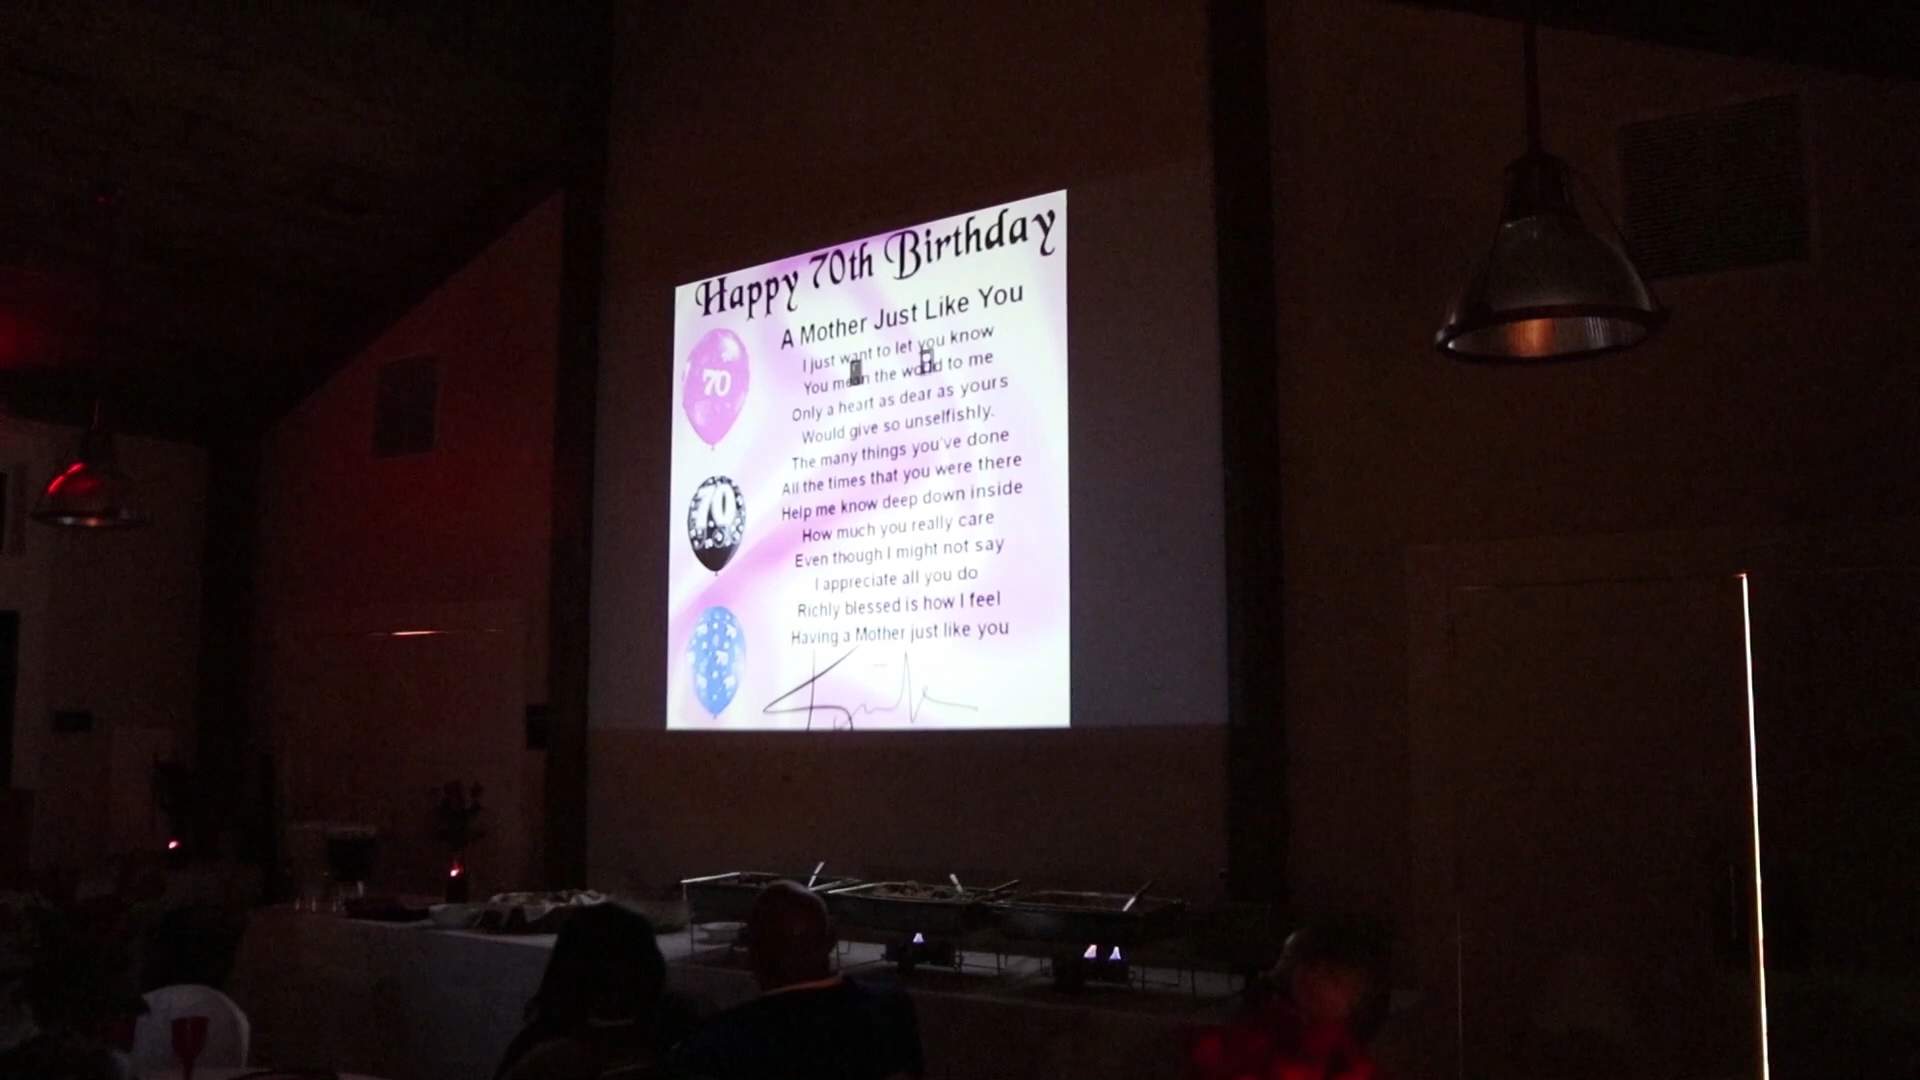 Happy 70th Birthday
A Mother Just Like You
I just want to let you know
You mean the world to me
Only a heart as dear as yours
Would give so unselfishly.
The many things you've done
All the times that you were there
Help me know deep down inside
How much you really care
Even though I might not say
I appreciate all you do
Richly blessed is how I feel
Having a Mother just like you
70
70
70